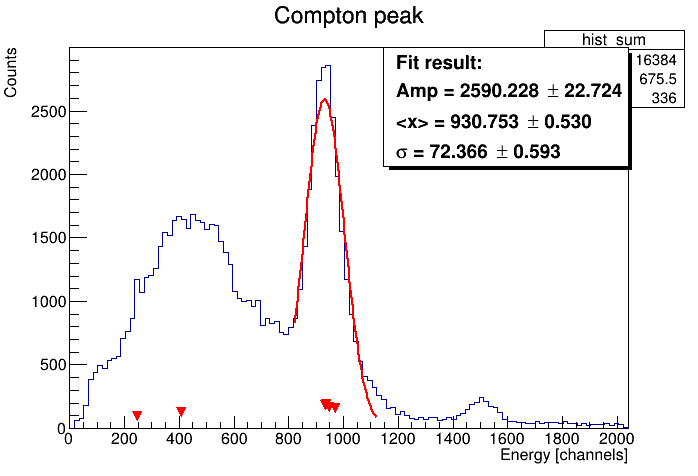 Compton peak
hist_sum
16384
675.5
336
Fit result:
Amp = 2590.228 ± 22.724
<x> = 930.753 ± 0.530
σ = 72.366 ± 0.593
Counts
2500
2000
1500
1000
500
0
0 200 400 600 800 1000 1200 1400 1600 1800 2000
Energy [channels]